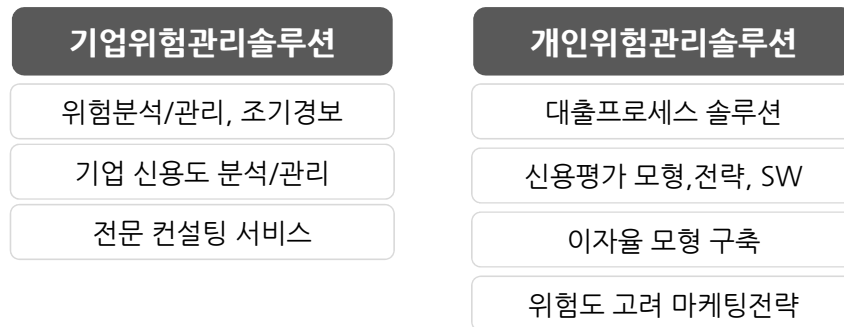 기업위험관리솔루션
위험분석/관리, 조기경보
기업 신용도 분석/관리
전문 컨설팅 서비스
개인위험관리솔루션
대출프로세스 솔루션
신용평가 모형,전략, SW
이자율 모형 구축
위험도 고려 마케팅전략